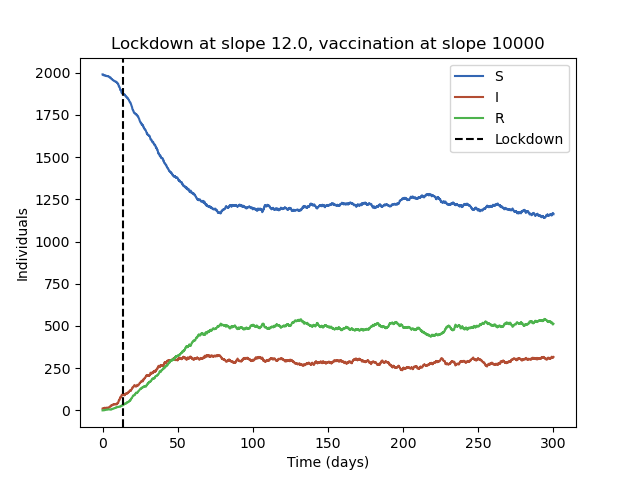 Lockdown at slope 12.0, vaccination at slope 10000
S
I
R
Lockdown
2000
1750
1500
1250
1000
750
500
250
0
Individuals
0 50 100 150 200 250 300
Time (days)